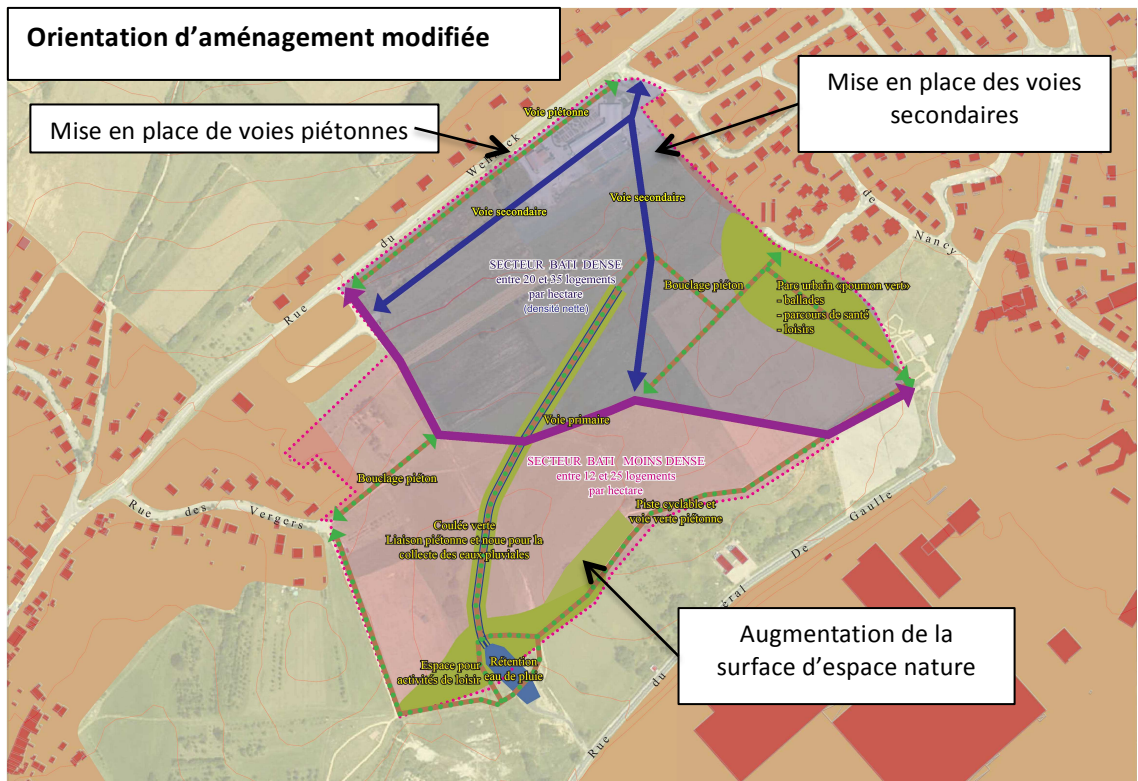 Orientation d'aménagement modifiée
Mise en place de voies piétonnes
Mise en place des voies
secondaires
Voie piétonne
Rue du Wenheck
Voie secondaire
Voie secondaire
de Nancy
SECTEUR BATI DENSE
entre 20 et 35 logements
par hectare
(densité nette)
Bouclage piéton
Parc urbain «poumon vert»
- ballades
- parcours de santé
- loisirs
Voie primaire
SECTEUR BATI MOINS DENSE
entre 12 et 25 logements
par hectare
Bouclage piéton
Rue des Vergers
Piste cyclable et
voie verte piétonne
Coulée verte
Liaison piétonne et noue pour la
collecte des eaux pluviales
Rue du éral De Gaulle
Augmentation de la
surface d'espace nature
Espace pour
activités de loisir
Rétention
eau de pluie